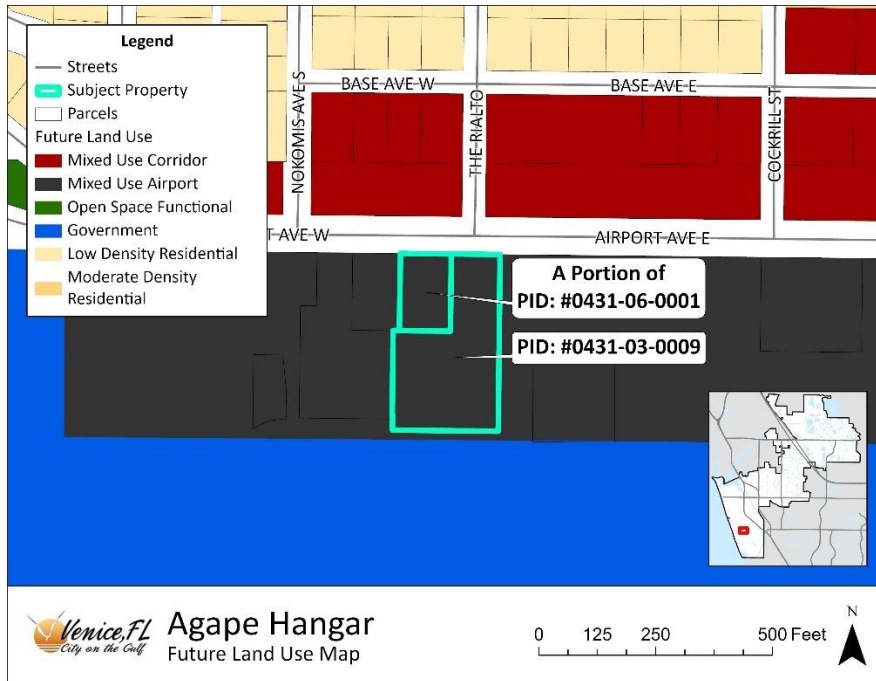 Legend
Streets
Subject Property
Parcels
Future Land Use
Mixed Use Corridor
Mixed Use Airport
Open Space Functional
Government
Low Density Residential
Moderate Density
Residential
NOKOMIS AVE S
BASE AVE W
THE RIALTO
BASE AVE E
COCKRILL ST
T AVE W
AIRPORT AVE E
A Portion of
PID: #0431-06-0001
PID: #0431-03-0009
Venice, FL
City on the Gulf
Agape Hangar
Future Land Use Map
0 125 250 500 Feet
N